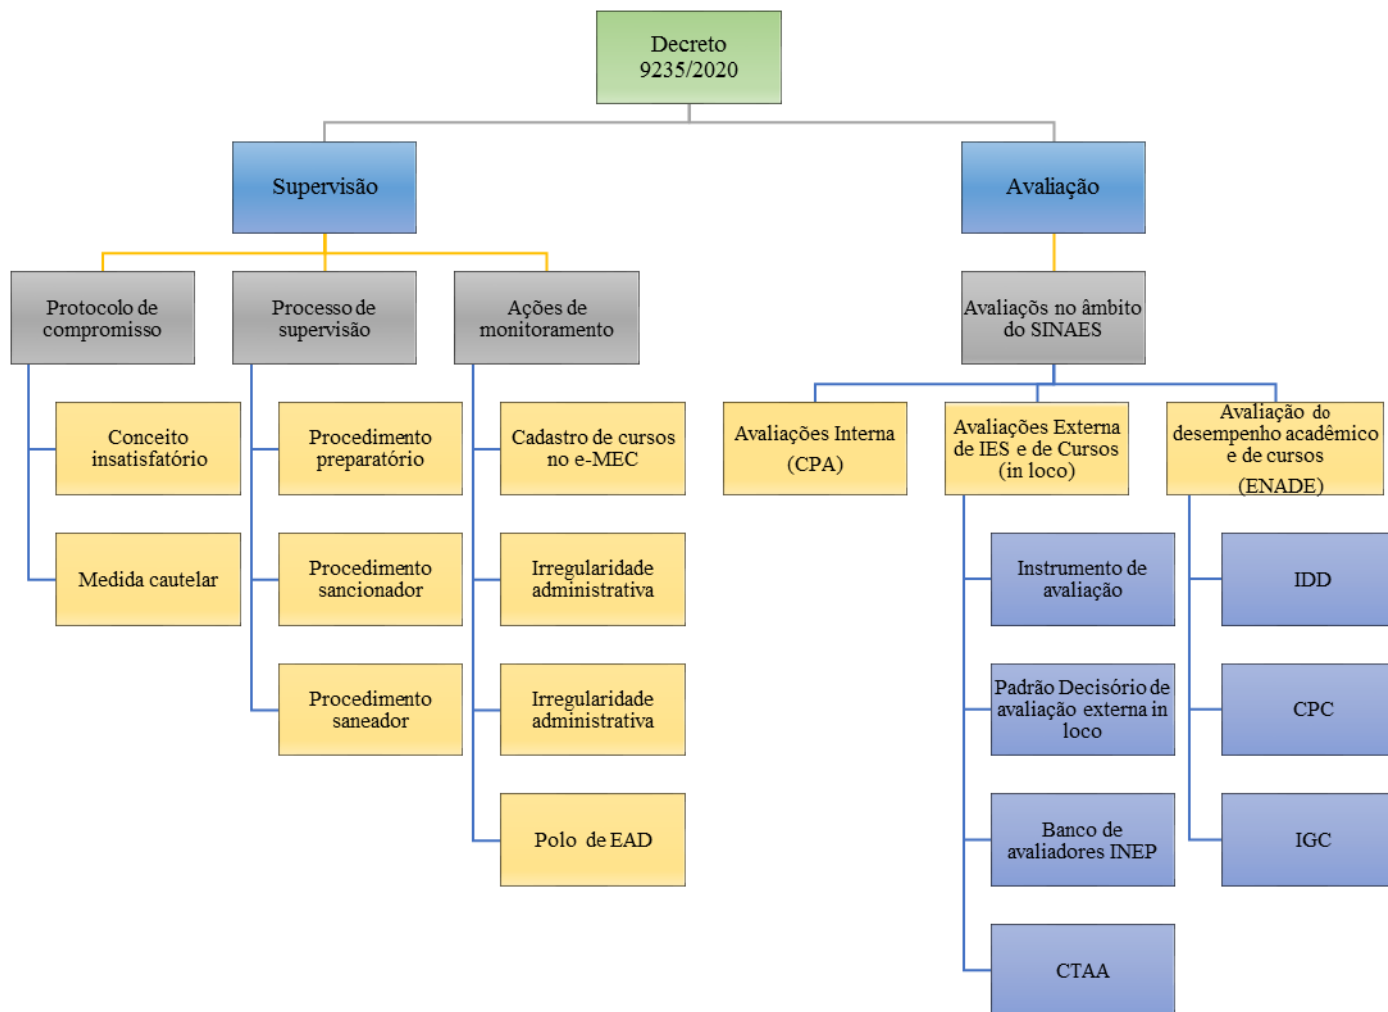 Decreto
9235/2020
Supervisão
Avaliação
Protocolo de
compromisso
Processo de
supervisão
Ações de
monitoramento
Avaliaçõs no âmbito
do SINAES
Conceito
insatisfatório
Procedimento
preparatório
Cadastro de cursos
no e-MEC
Avaliações Interna
(CPA)
Avaliações Externa
de IES e de Cursos
(in loco)
Avaliação do
desempenho acadêmico
e de cursos
(ENADE)
Medida cautelar
Procedimento
sancionador
Irregularidade
administrativa
Instrumento de
avaliação
IDD
Procedimento
saneador
Irregularidade
administrativa
Padrão Decisório de
avaliação externa in
loco
CPC
Polo de EAD
Banco de
avaliadores INEP
IGC
CTAA